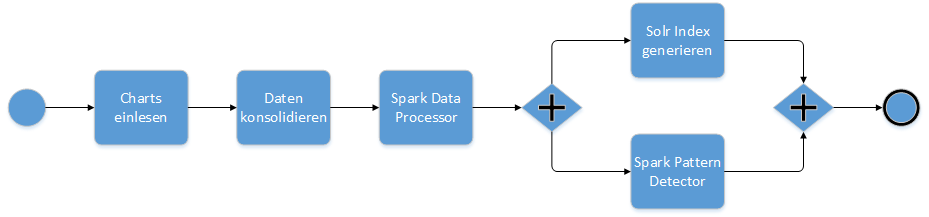 Charts
einlesen
Daten
konsolidieren
Spark Data
Processor
Solr Index
generieren
Spark Pattern
Detector